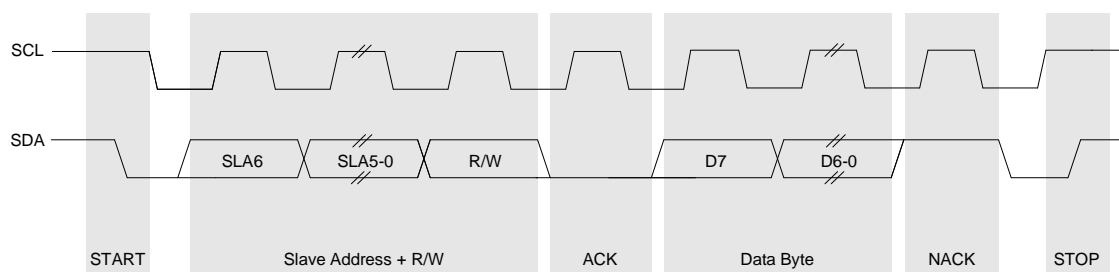 SCL
SDA
SLA6 SLA5-0 R/W D7 D6-0
START Slave Address + R/W ACK Data Byte NACK STOP